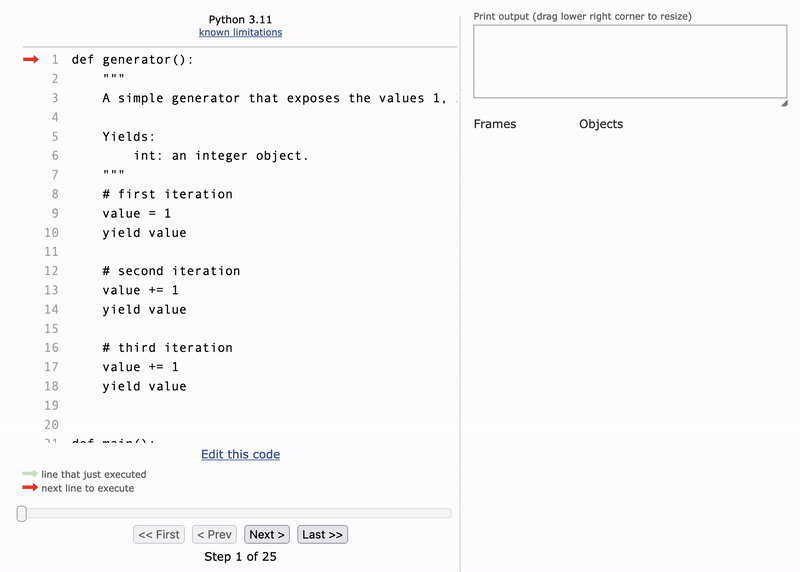 Python 3.11
known limitations
1 def generator():
2 """
3 A simple generator that exposes the values 1,
4
5 Yields:
6 int: an integer object.
7 """
8 # first iteration
9 value = 1
10 yield value
11
12 # second iteration
13 value += 1
14 yield value
15
16 # third iteration
17 value += 1
18 yield value
19
20
21 def main():
Edit this code
line that just executed
next line to execute
<< First < Prev Next > Last >>
Step 1 of 25
Print output (drag lower right corner to resize)
Frames Objects